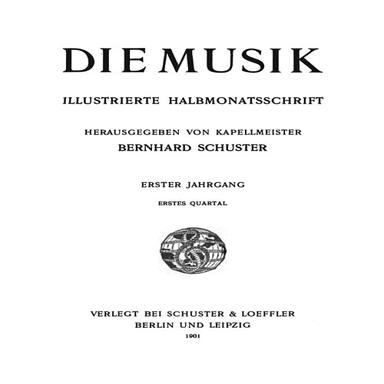 DIE MUSIK
ILLUSTRIERTE HALBMONATSSCHRIFT
HERAUSGEGEBEN VON KAPELLMEISTER
BERNHARD SCHUSTER
ERSTER JAHRGANG
ERSTES QUARTAL
VERLEGT BEI SCHUSTER & LOEFFLER
BERLIN UND LEIPZIG
1901